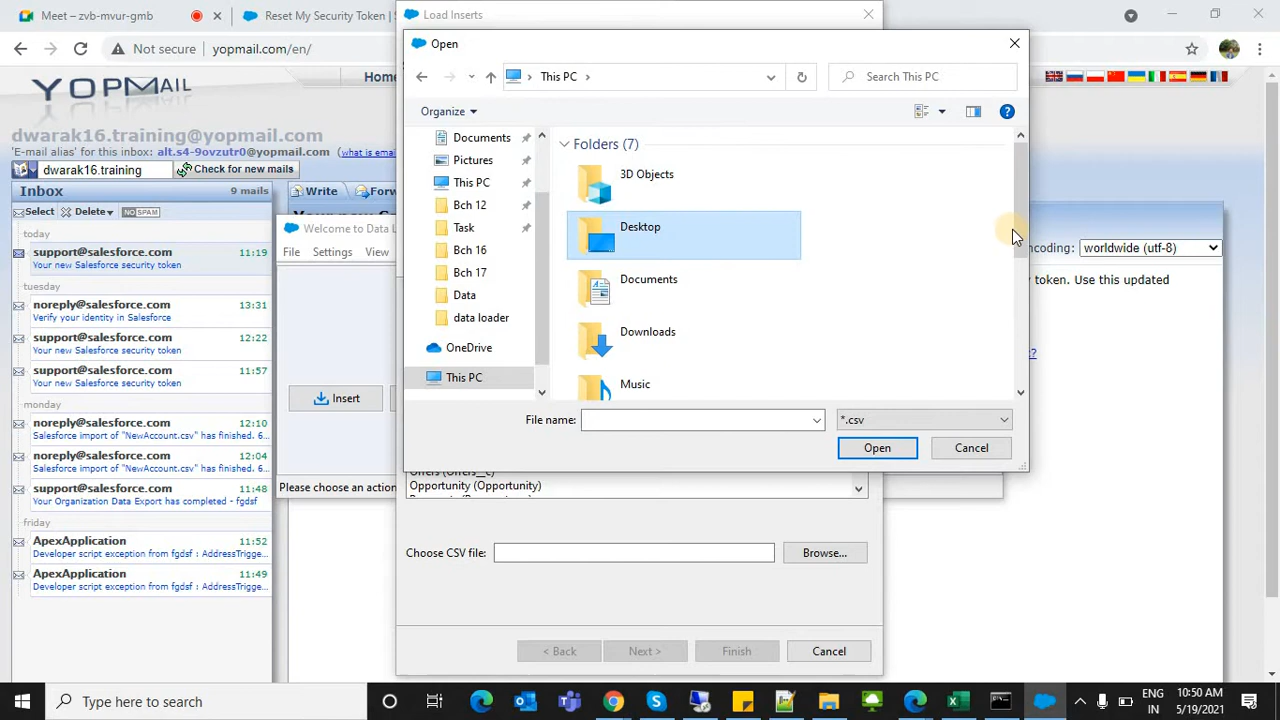 Meet – zvb-mvur-gmb
Reset My Security Token
Load Inserts
Not secure
yopmail.com/en/
YOPMAIL
Home
dwarak16.training@yopmail.com
'E-mail alias' for this inbox: alt.s4-9ovzutr0@yopmail.com
dwarak16.training
Check for new mails
Inbox
9 mails
Select
Delete
NO SPAM
today
support@salesforce.com 11:19
Your new security token
tuesday
noreply@salesforce.com 13:31
Verify your identity in Salesforce
support@salesforce.com 12:22
Your new Salesforce security token
support@salesforce.com 11:57
Your new Salesforce security token
monday
noreply@salesforce.com 12:05
Salesforce import of "NewAccount.csv" has finished. 6...
noreply@salesforce.com 12:04
Salesforce import of "NewAccount.csv" has finished. 6...
support@salesforce.com 11:48
Your Organization Data Export has completed - fgdsf
friday
ApexApplication 11:52
Developer script exception from fgdsf : AddressTrigge...
ApexApplication 11:49
Developer script exception from fgdsf : AddressTrigge...
Write
Welcome to Data L
File Settings View
Insert
Please choose an action
Open
This PC
Search This PC
Organize
Documents
Pictures
This PC
Bch 12
Task
Bch 16
Bch 17
Data
data loader
OneDrive
This PC
Folders (7)
3D Objects
Desktop
Documents
Downloads
Music
File name:
*.csv
Open
Cancel
Opportunity (Opportunity)
Choose CSV file:
Browse...
< Back
Next >
Finish
Cancel
worldwide (utf-8)
token. Use this updated
Type here to search
ENG
IN
10:50 AM
5/19/2021